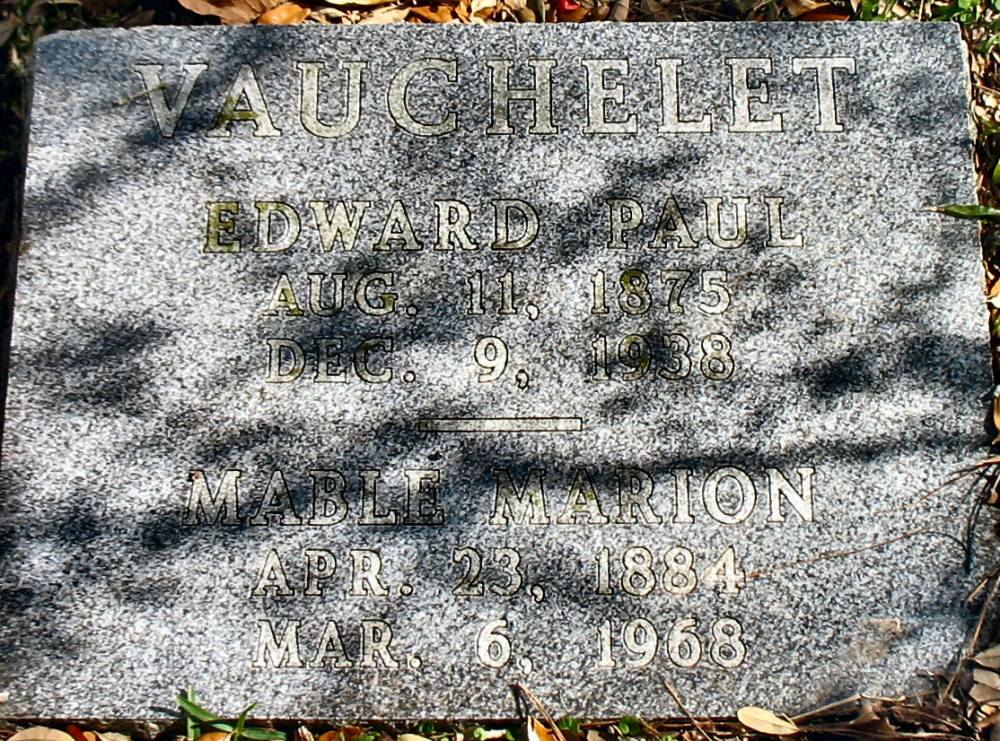 VAUCHELET
EDWARD PAUL
AUG. 11, 1875
DEC. 9, 1938
MABLE MARION
APR. 23, 1884
MAR. 6, 1968